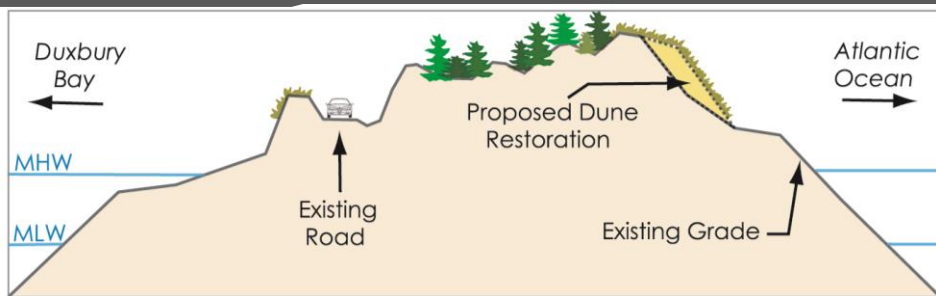 Duxbury
Bay
Atlantic
Ocean
Proposed Dune
Restoration
MHW
Existing
Road
MLW
Existing Grade